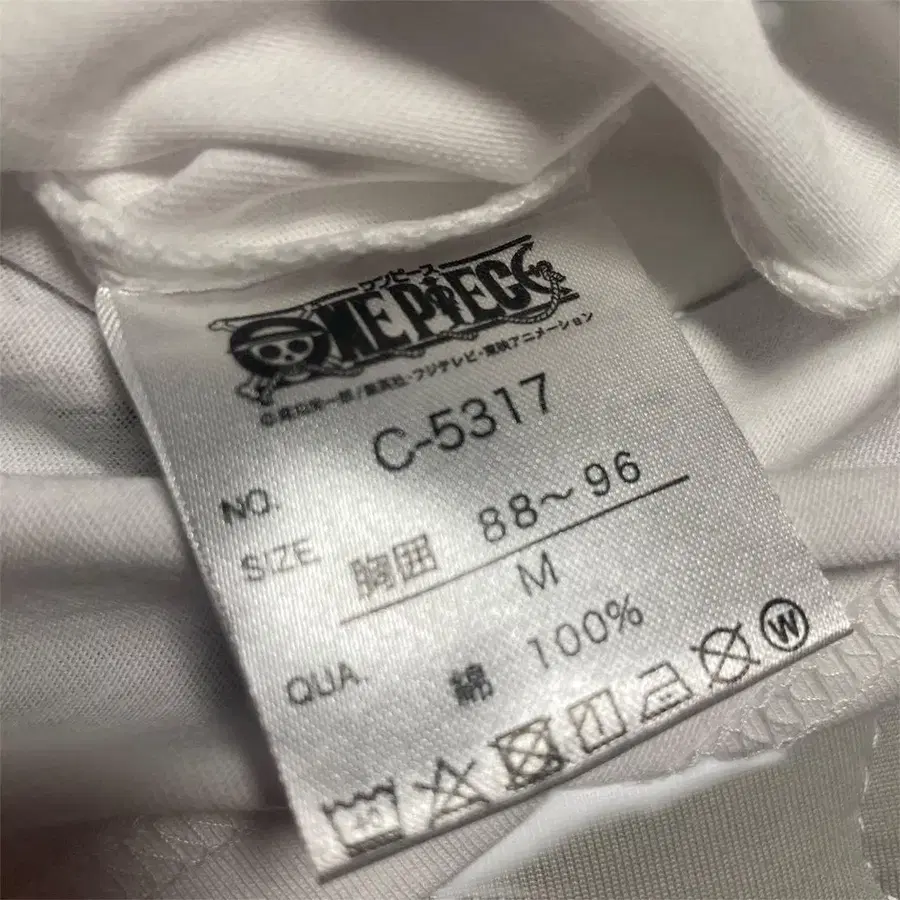 ワンピース
ONE PIECE
©尾田栄一郎/集英社・フジテレビ・東映アニメーション
NO. C-5317
SIZE 胸囲 88～96
M
QUA. 綿 100%
W